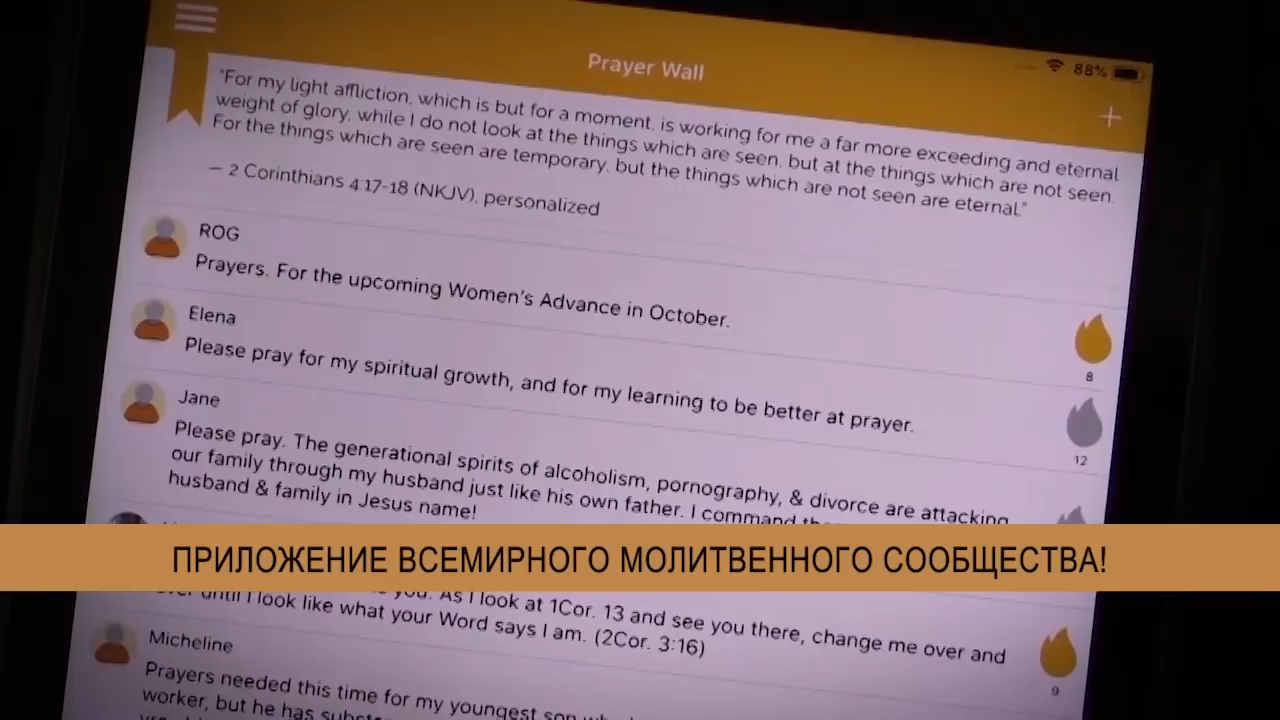 Prayer Wall
88%
"For my light affliction, which is but for a moment, is working for me a far more exceeding and eternal
weight of glory, while I do not look at the things which are seen, but at the things which are not seen.
For the things which are seen are temporary, but the things which are not seen are eternal."
– 2 Corinthians 4:17-18 (NKJV), personalized
ROG
Prayers. For the upcoming Women's Advance in October.
8
Elena
Please pray for my spiritual growth, and for my learning to be better at prayer.
12
Jane
Please pray. The generational spirits of alcoholism, pornography, & divorce are attacking
our family through my husband just like his own father. I command
husband & family in Jesus name!
ПРИЛОЖЕНИЕ ВСЕМИРНОГО МОЛИТВЕННОГО СООБЩЕСТВА!
you. As I look at 1Cor. 13 and see you there, change me over and
until I look like what your Word says I am. (2Cor. 3:16)
9
Micheline
Prayers needed this time for my youngest son
worker, but he has